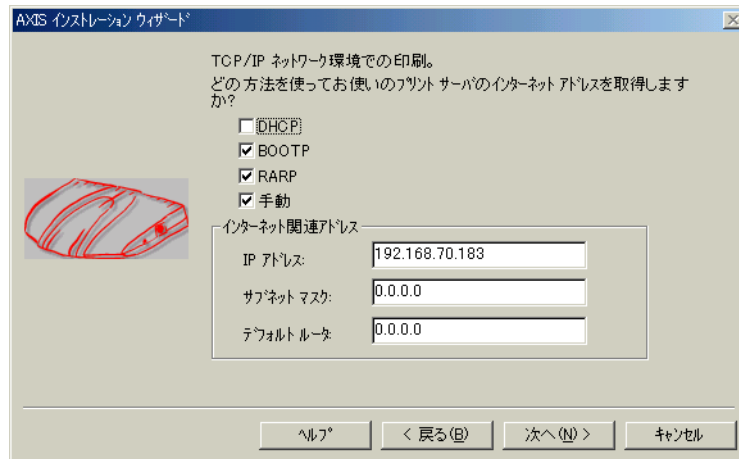 AXIS インストレーション ウィザード
TCP/IP ネットワーク環境での印刷。
どの方法を使ってお使いのプリント サーバのインターネット アドレスを取得します
か?
DHCP
BOOTP
RARP
手動
インターネット関連アドレス
IP アドレス:
192.168.70.183
サブネット マスク:
0.0.0.0
デフォルト ルータ:
0.0.0.0
ヘルプ
< 戻る(B)
次へ(N) >
キャンセル